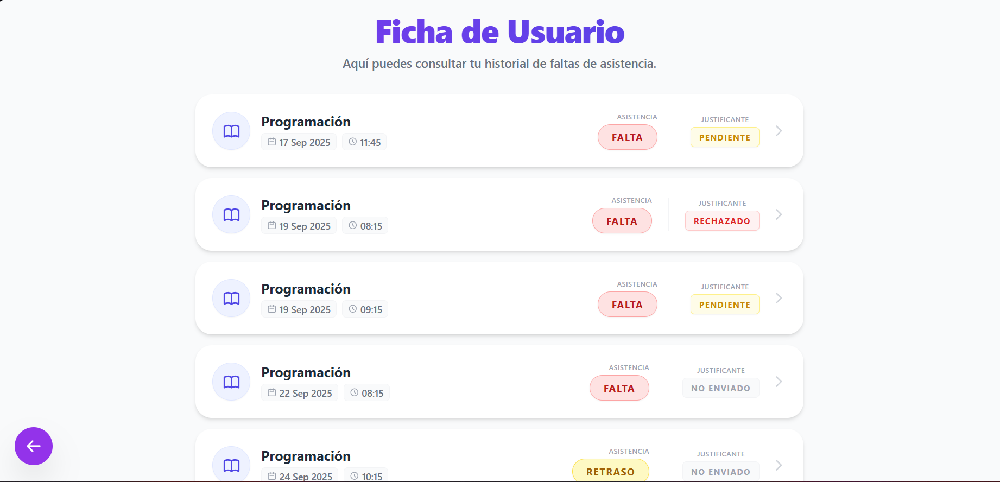 Ficha de Usuario
Aquí puedes consultar tu historial de faltas de asistencia.
Programación
17 Sep 2025 11:45
ASISTENCIA
FALTA
JUSTIFICANTE
PENDIENTE
Programación
19 Sep 2025 08:15
ASISTENCIA
FALTA
JUSTIFICANTE
RECHAZADO
Programación
19 Sep 2025 09:15
ASISTENCIA
FALTA
JUSTIFICANTE
PENDIENTE
Programación
22 Sep 2025 08:15
ASISTENCIA
FALTA
JUSTIFICANTE
NO ENVIADO
Programación
24 Sep 2025 10:15
ASISTENCIA
RETRASO
JUSTIFICANTE
NO ENVIADO